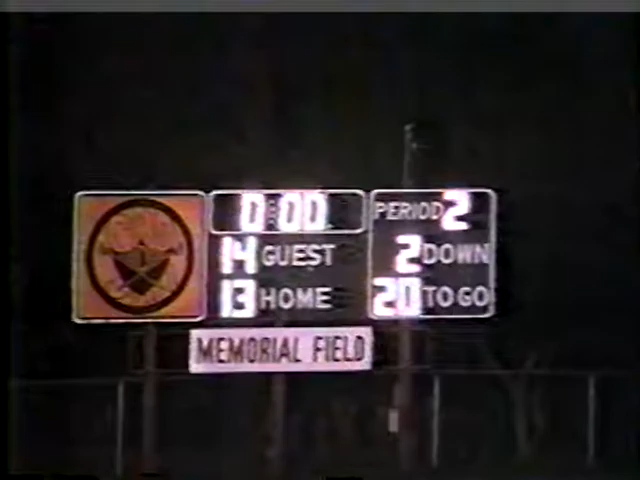 0:00
PERIOD 2
14 GUEST
2 DOWN
13 HOME
20 TO GO
MEMORIAL FIELD